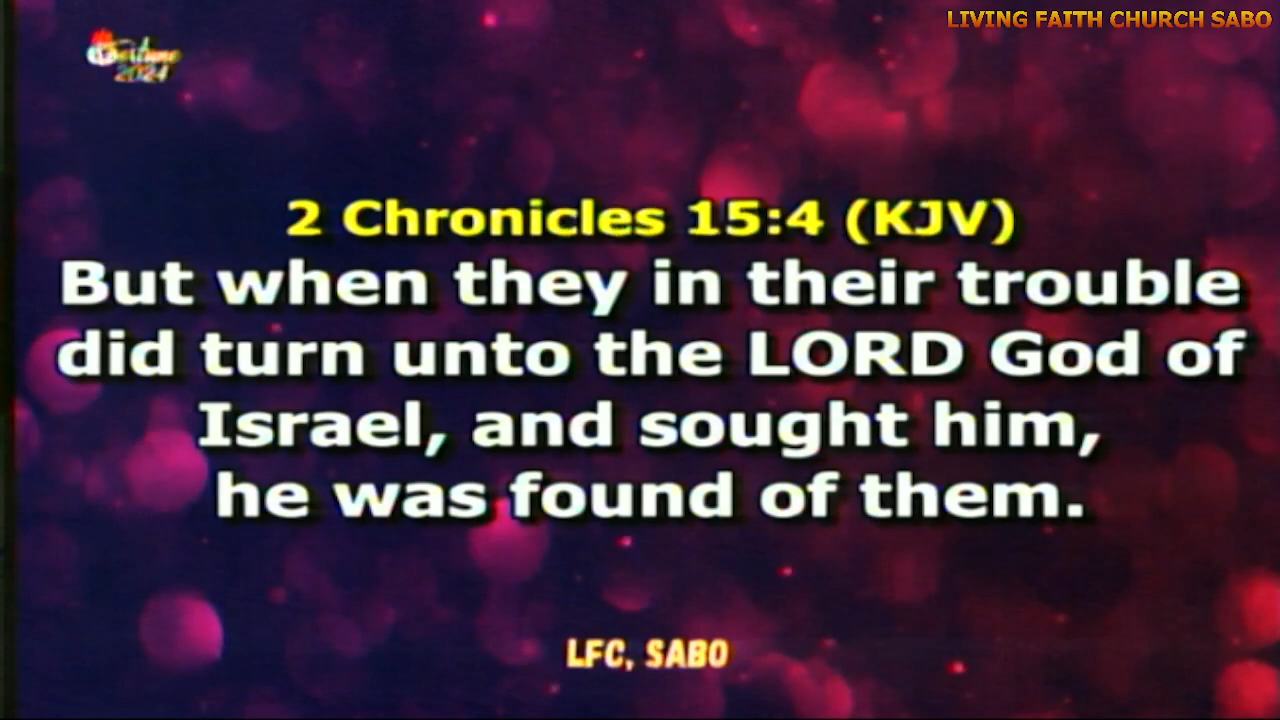 LIVING FAITH CHURCH SABO
2024
2 Chronicles 15:4 (KJV)
But when they in their trouble
did turn unto the LORD God of
Israel, and sought him,
he was found of them.
LFC, SABO